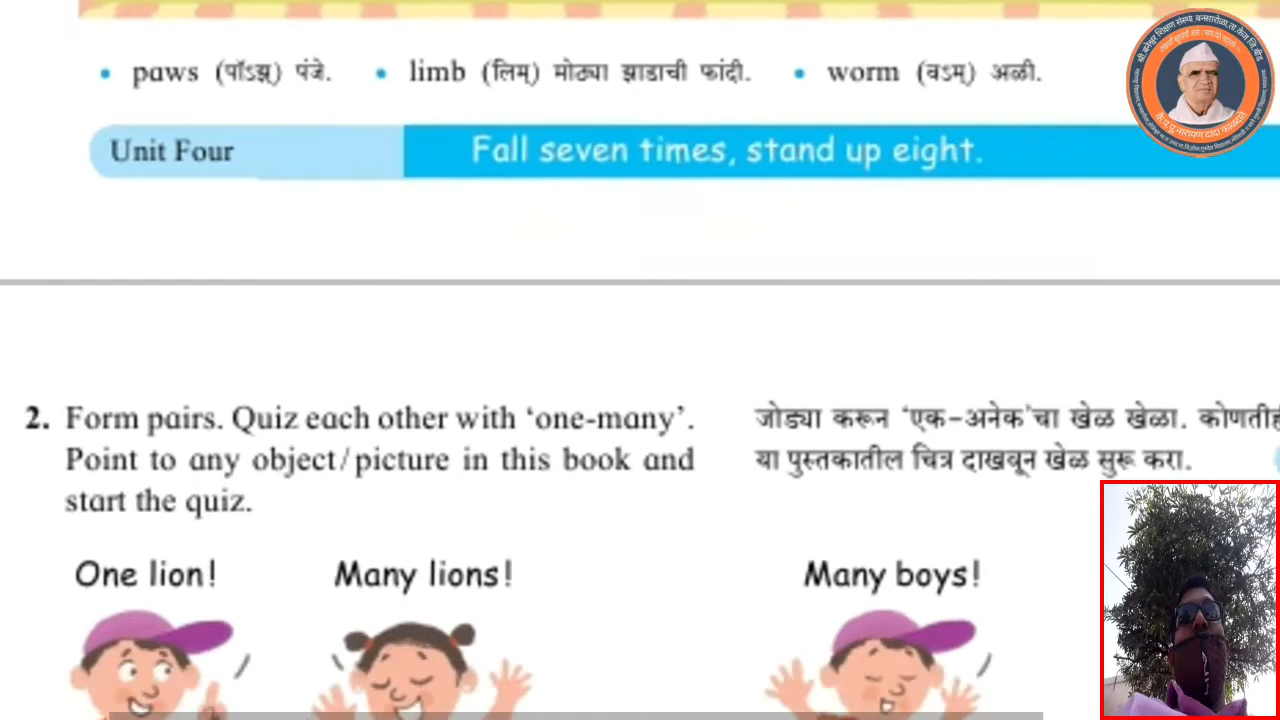 • paws (पॉऽझ़) पंजे. • limb (लिम्) मोठ्या झाडाची फांदी. • worm (वऽम्) अळी.
Unit Four
Fall seven times, stand up eight.
2. Form pairs. Quiz each other with ‘one-many’.
Point to any object/picture in this book and
start the quiz.
जोड्या करून ‘एक-अनेक’चा खेळ खेळा.
या पुस्तकातील चित्र दाखवून खेळ सुरू करा.
One lion!
Many lions!
Many boys!